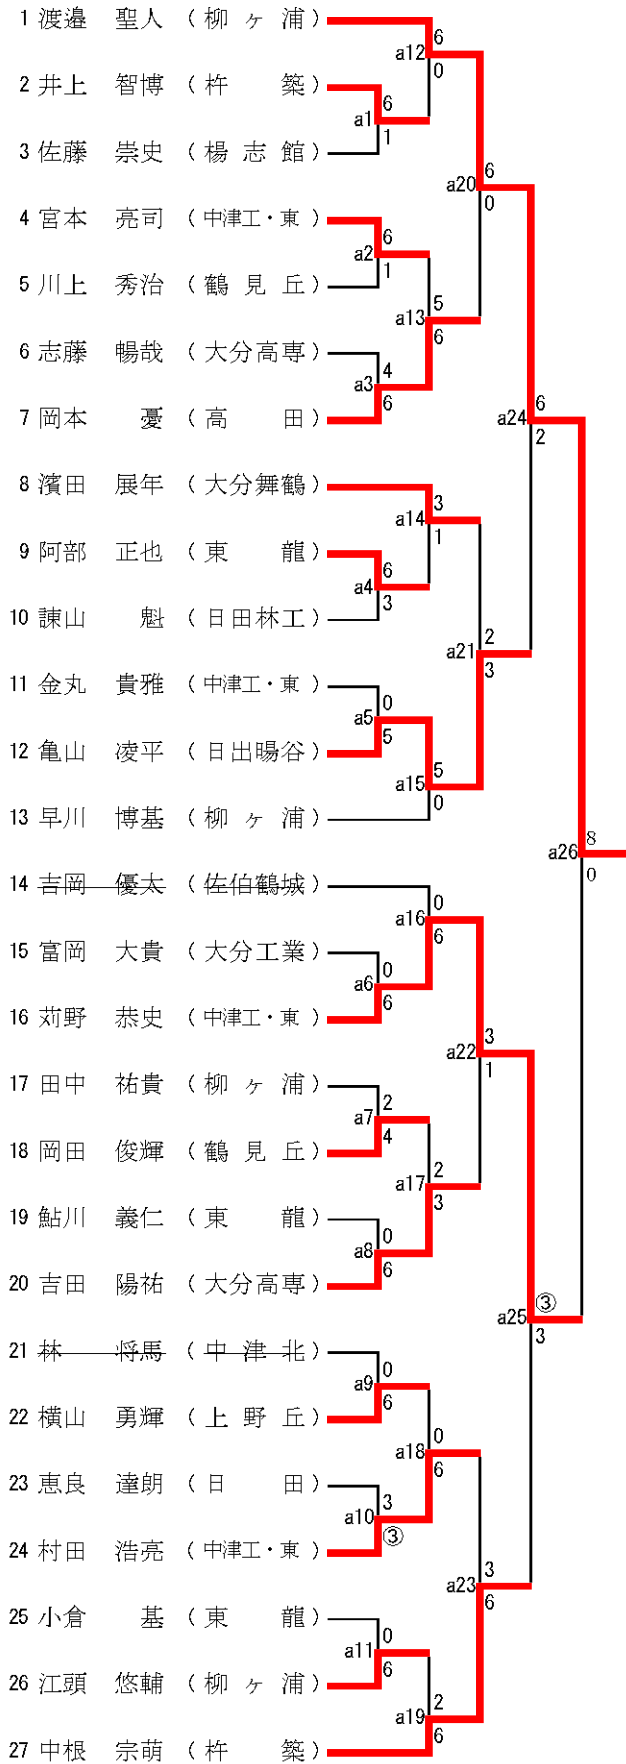 1 渡邉 聖人 (柳ヶ浦)
6
a12
0
2 井上 智博 (杵 築)
6
a1
1
3 佐藤 崇史 (楊志館)
6
a20
0
4 宮本 亮司 (中津工・東)
6
a2
1
5 川上 秀治 (鶴見丘)
5
a13
6
6 志藤 暢哉 (大分高専)
4
a3
6
7 岡本 憂 (高 田)
6
a24
2
8 濱田 展年 (大分舞鶴)
3
a14
1
9 阿部 正也 (東 龍)
6
a4
3
10 諌山 魁 (日田林工)
2
a21
3
11 金丸 貴雅 (中津工・東)
0
a5
5
12 亀山 凌平 (日出暘谷)
5
a15
0
13 早川 博基 (柳ヶ浦)
8
a26
0
14 吉岡 優太 (佐伯鶴城)
0
a16
6
15 富岡 大貴 (大分工業)
0
a6
6
16 苅野 恭史 (中津工・東)
3
a22
1
17 田中 祐貴 (柳ヶ浦)
2
a7
4
18 岡田 俊輝 (鶴見丘)
2
a17
3
19 鮎川 義仁 (東 龍)
0
a8
6
20 吉田 陽祐 (大分高専)
③
a25
3
21 林 将馬 (中津北)
0
a9
6
22 横山 勇輝 (上野丘)
0
a18
6
23 恵良 達朗 (日 田)
3
a10
③
24 村田 浩亮 (中津工・東)
3
a23
6
25 小倉 基 (東 龍)
0
a11
6
26 江頭 悠輔 (柳ヶ浦)
2
a19
6
27 中根 宗萌 (杵 築)